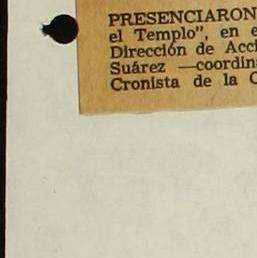 PRESENCIARON
el Templo", en e
Dirección de Acci
Suárez —coordin
Cronista de la C